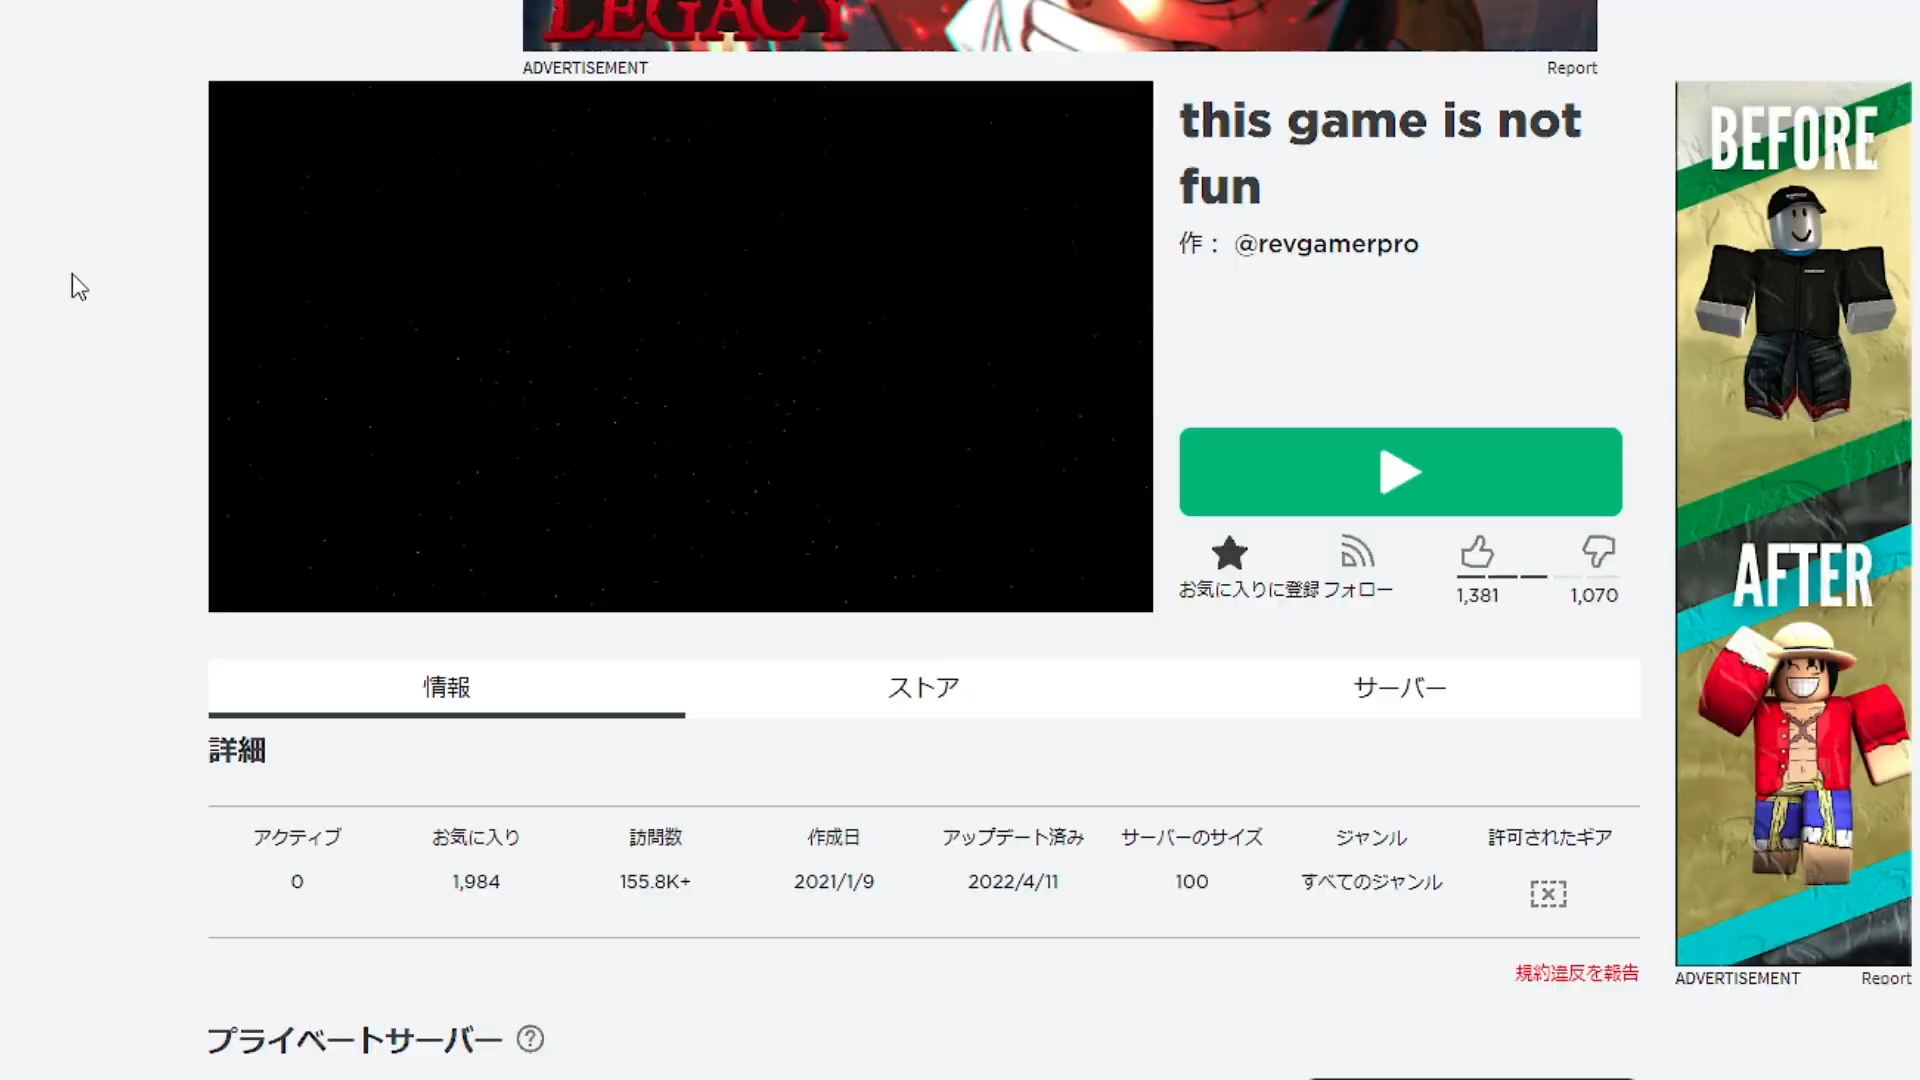 LEGACY
ADVERTISEMENT
Report
this game is not
fun
作： @revgamerpro
お気に入りに登録
フォロー
1,381
1,070
情報
ストア
サーバー
詳細
アクティブ
お気に入り
訪問数
作成日
アップデート済み
サーバーのサイズ
ジャンル
許可されたギア
0
1,984
155.8K+
2021/1/9
2022/4/11
100
すべてのジャンル
規約違反を報告
プライベートサーバー
BEFORE
AFTER
ADVERTISEMENT
Report